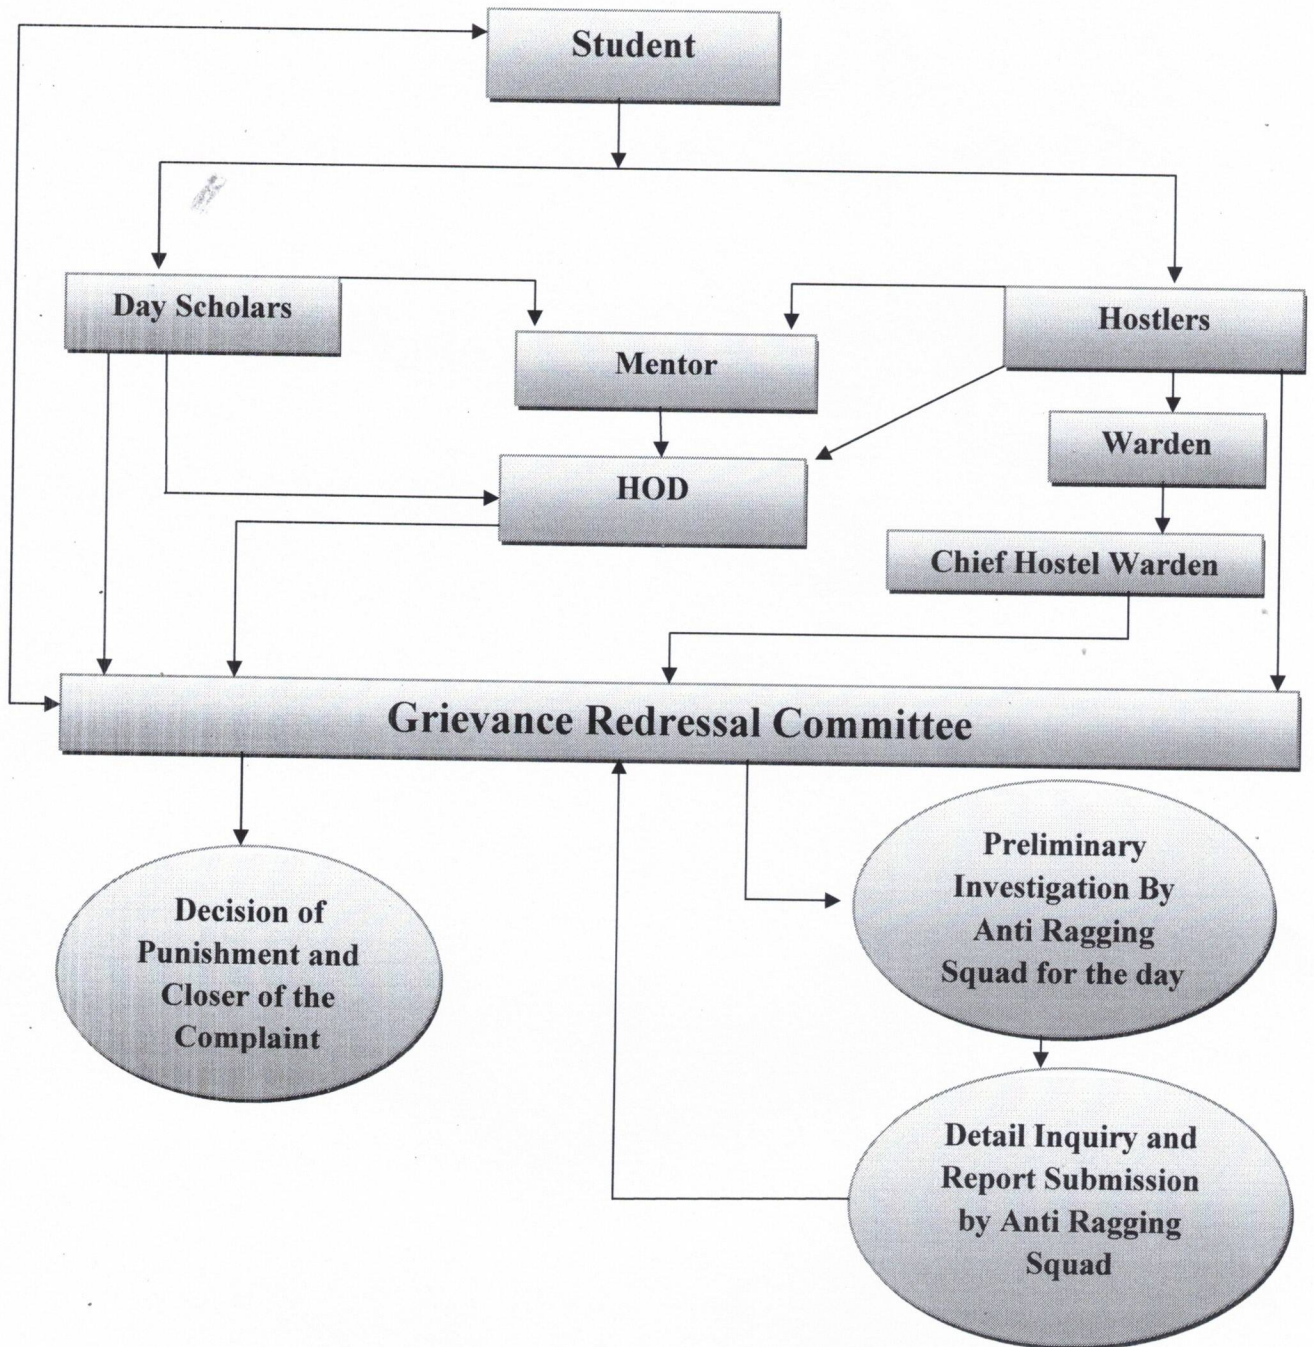 Student
Day Scholars
Hostlers
Mentor
Warden
HOD
Chief Hostel Warden
Grievance Redressal Committee
Decision of
Punishment and
Closer of the
Complaint
Preliminary
Investigation By
Anti Ragging
Squad for the day
Detail Inquiry and
Report Submission
by Anti Ragging
Squad